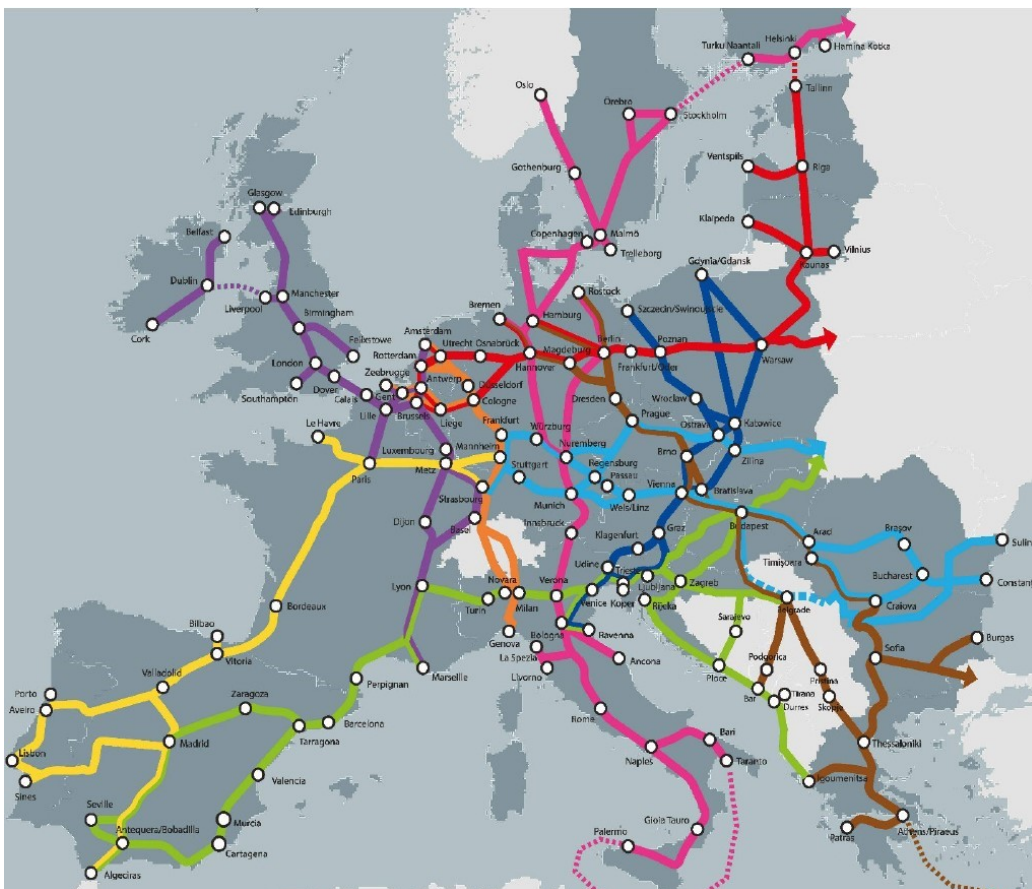 Helsinki
Turku Naantali
Hamina Kotka
Tallinn
Oslo
Örebro
Stockholm
Ventspils
Riga
Gothenburg
Glasgow
Edinburgh
Klaipeda
Belfast
Copenhagen
Malmö
Vilnius
Trelleborg
Kaunas
Gdynia/Gdansk
Dublin
Rostock
Manchester
Liverpool
Bremen
Szczecin/Swinoujscie
Birmingham
Hamburg
Cork
Amsterdam
Felixstowe
Utrecht
Osnabrück
Berlin
Poznan
Rotterdam
Magdeburg
Warsaw
London
Zeebrugge
Hannover
Frankfurt/Oder
Dover
Antwerp
Düsseldorf
Southampton
Calais
Gent
Cologne
Dresden
Wrocław
Lille
Brussels
Liege
Prague
Le Havre
Frankfurt
Würzburg
Ostrava
Katowice
Luxembourg
Mannheim
Nuremberg
Brno
Zilina
Paris
Metz
Stuttgart
Regensburg
Passau
Strasbourg
Munich
Wels/Linz
Vienna
Bratislava
Dijon
Basel
Innsbruck
Graz
Budapest
Arad
Brașov
Sulin
Klagenfurt
Udine
Trieste
Timișoara
Lyon
Novara
Verona
Ljubljana
Zagreb
Bucharest
Constant
Turin
Milan
Venice
Koper
Rijeka
Belgrade
Craiova
Bordeaux
Genova
Bologna
Ravenna
Sarajevo
Bilbao
La Spezia
Ancona
Burgas
Vitoria
Livorno
Sofia
Marseille
Ploce
Podgorica
Pristina
Valladolid
Perpignan
Bar
Tirana
Porto
Zaragoza
Durres
Skopje
Aveiro
Rome
Barcelona
Madrid
Tarragona
Bari
Thessaloniki
Lisbon
Naples
Taranto
Sines
Valencia
Igoumenitsa
Seville
Murcia
Gioia Tauro
Antequera/Bobadilla
Palermo
Athens/Piraeus
Patras
Cartagena
Algeciras